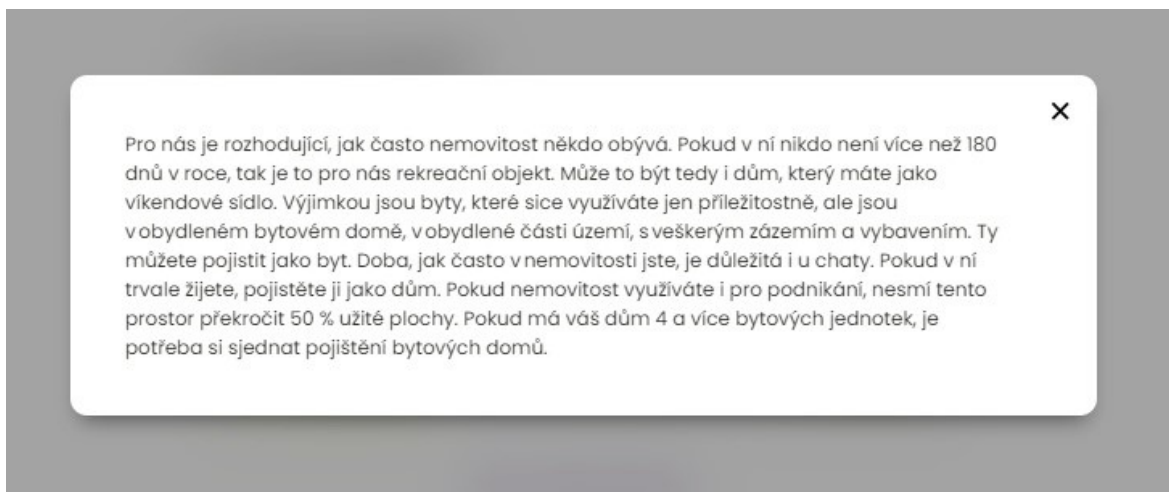 Pro nás je rozhodující, jak často nemovitost někdo obývá. Pokud v ní nikdo není více než 180
dnů v roce, tak je to pro nás rekreační objekt. Může to být tedy i dům, který máte jako
víkendové sídlo. Výjimkou jsou byty, které sice využíváte jen příležitostně, ale jsou
v obydleném bytovém domě, v obydlené části území, s veškerým zázemím a vybavením. Ty
můžete pojistit jako byt. Doba, jak často v nemovitosti jste, je důležitá i u chaty. Pokud v ní
trvale žijete, pojistěte ji jako dům. Pokud nemovitost využíváte i pro podnikání, nesmí tento
prostor překročit 50 % užité plochy. Pokud má váš dům 4 a více bytových jednotek, je
potřeba si sjednat pojištění bytových domů.